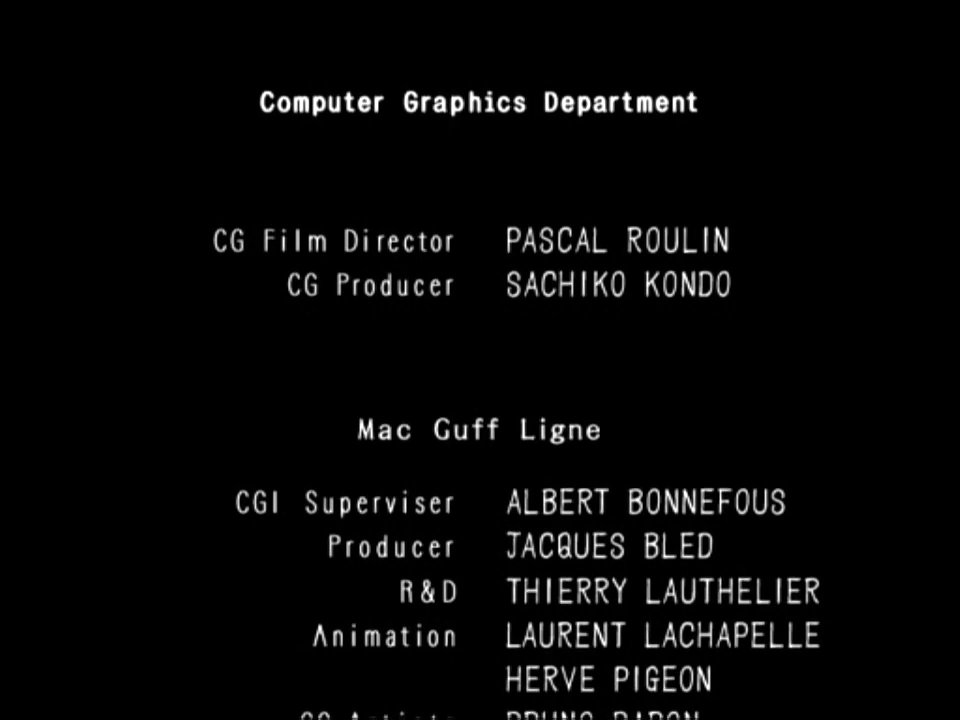 Computer Graphics Department
CG Film Director PASCAL ROULIN
CG Producer SACHIKO KONDO
Mac Guff Ligne
CGI Superviser ALBERT BONNEFOUS
Producer JACQUES BLED
R&D THIERRY LAUTHELIER
Animation LAURENT LACHAPELLE
HERVE PIGEON